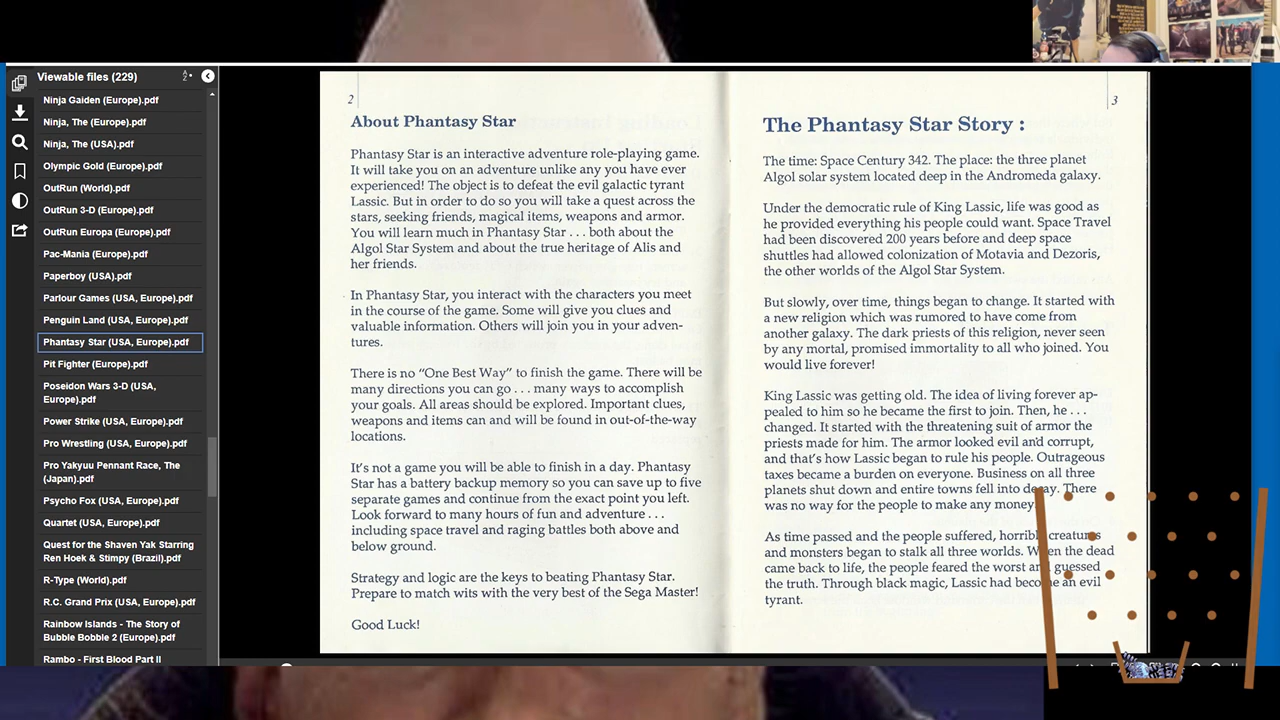 Viewable files (229)
Ninja Gaiden (Europe).pdf
Ninja, The (Europe).pdf
Ninja, The (USA).pdf
Olympic Gold (Europe).pdf
OutRun (World).pdf
OutRun 3-D (Europe).pdf
OutRun Europa (Europe).pdf
Pac-Mania (Europe).pdf
Paperboy (USA).pdf
Parlour Games (USA, Europe).pdf
Penguin Land (USA, Europe).pdf
Phantasy Star (USA, Europe).pdf
Pit Fighter (Europe).pdf
Poseidon Wars 3-D (USA,
Europe).pdf
Power Strike (USA, Europe).pdf
Pro Wrestling (USA, Europe).pdf
Pro Yakyuu Pennant Race, The
(Japan).pdf
Psycho Fox (USA, Europe).pdf
Quartet (USA, Europe).pdf
Quest for the Shaven Yak Starring
Ren Hoek & Stimpy (Brazil).pdf
R-Type (World).pdf
R.C. Grand Prix (USA, Europe).pdf
Rainbow Islands - The Story of
Bubble Bobble 2 (Europe).pdf
Rambo - First Blood Part II
2
About Phantasy Star
Phantasy Star is an interactive adventure role-playing game.
It will take you on an adventure unlike any you have ever
experienced! The object is to defeat the evil galactic tyrant
Lassic. But in order to do so you will take a quest across the
stars, seeking friends, magical items, weapons and armor.
You will learn much in Phantasy Star . . . both about the
Algol Star System and about the true heritage of Alis and
her friends.
In Phantasy Star, you interact with the characters you meet
in the course of the game. Some will give you clues and
valuable information. Others will join you in your adven-
tures.
There is no “One Best Way” to finish the game. There will be
many directions you can go . . . many ways to accomplish
your goals. All areas should be explored. Important clues,
weapons and items can and will be found in out-of-the-way
locations.
It's not a game you will be able to finish in a day. Phantasy
Star has a battery backup memory so you can save up to five
separate games and continue from the exact point you left.
Look forward to many hours of fun and adventure . . .
including space travel and raging battles both above and
below ground.
Strategy and logic are the keys to beating Phantasy Star.
Prepare to match wits with the very best of the Sega Master!
Good Luck!
3
The Phantasy Star Story :
The time: Space Century 342. The place: the three planet
Algol solar system located deep in the Andromeda galaxy.
Under the democratic rule of King Lassic, life was good as
he provided everything his people could want. Space Travel
had been discovered 200 years before and deep space
shuttles had allowed colonization of Motavia and Dezoris,
the other worlds of the Algol Star System.
But slowly, over time, things began to change. It started with
a new religion which was rumored to have come from
another galaxy. The dark priests of this religion, never seen
by any mortal, promised immortality to all who joined. You
would live forever!
King Lassic was getting old. The idea of living forever ap-
pealed to him so he became the first to join. Then, he . . .
changed. It started with the threatening suit of armor the
priests made for him. The armor looked evil and corrupt,
and that's how Lassic began to rule his people. Outrageous
taxes became a burden on everyone. Business on all three
planets shut down and entire towns fell into decay. There
was no way for the people to make any money
As time passed and the people suffered, horrible creatures
and monsters began to stalk all three worlds. When the dead
came back to life, the people feared the worst and guessed
the truth. Through black magic, Lassic had become an evil
tyrant.